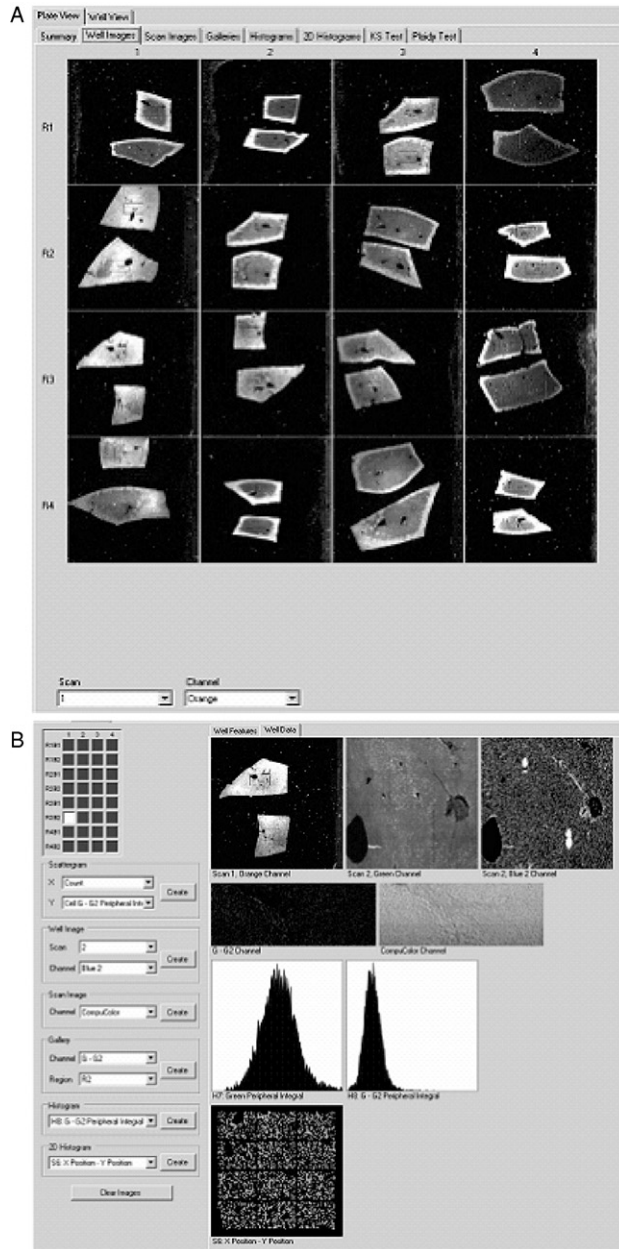 A
Plate View Well View
Summary Well Images Scan Images Galleries Histograms 2D Histograms KS Test Plaidy Test
1 2 3 4
R1
R2
R3
R4
Scan Channel
1 Orange
B
1 2 3 4
Well Features Well Data
Scan 1, Orange Channel Scan 2, Green Channel Scan 2, Blue 2 Channel
Scattergram
X Count
Y Cell G - G2 Peripheral Inte
Create
G - G2 Channel CompuColor Channel
Well Image
Scan 2
Channel Blue 2
Create
Scan Image
Channel CompuColor Create
Gallery
Channel G - G2
Region R2
Create
H7: Green Peripheral Integral H8: G - G2 Peripheral Integral
Histogram
H8: G - G2 Peripheral Integral Create
2D Histogram
S6: X Position - Y Position Create
Clear Images
S6: X Position - Y Position